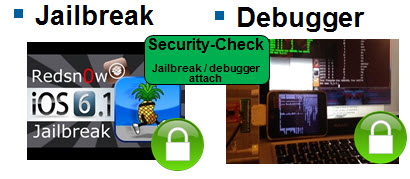 Jailbreak
Debugger
Security-Check
Jailbreak / debugger
attach
Redsn0w
iOS 6.1
Jailbreak